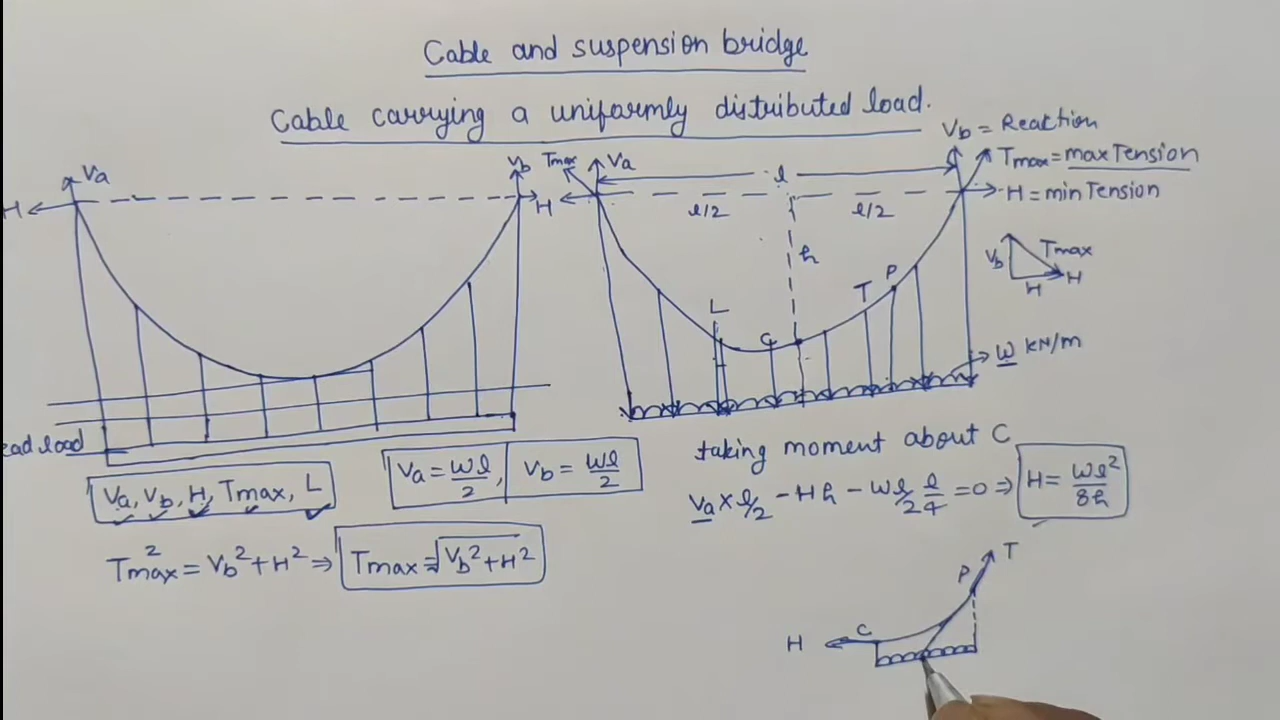 Cable and suspension bridge
Cable carrying a uniformly distributed load.
Va
Vb
H
H
Tmax
Va
l
l/2
l/2
h
Vb = Reaction
Tmax = max Tension
H = min Tension
Vb
Tmax
H
H
L
C
T
P
w kN/m
ead load
Va, Vb, H, Tmax, L
Va = wl/2, Vb = wl/2
taking moment about C
Va × l/2 - Hh - wl/2 l/4 = 0 ⇒ H = wl²/8h
Tmax² = Vb² + H² ⇒ Tmax = √Vb² + H²
T
P
C
H